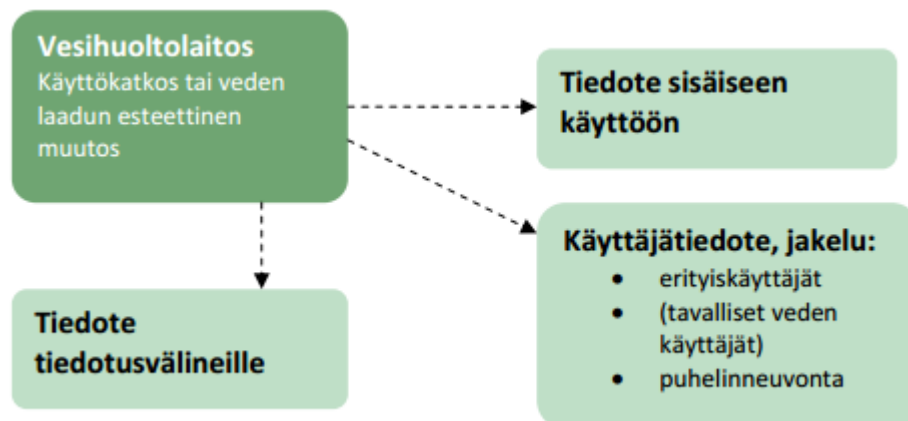 Vesihuoltolaitos
Käyttökatkos tai veden
laadun esteettinen
muutos
Tiedote sisäiseen
käyttöön
Käyttäjätiedote, jakelu:
• erityiskäyttäjät
• (tavalliset veden
käyttäjät)
• puhelinneuvonta
Tiedote
tiedotusvälineille